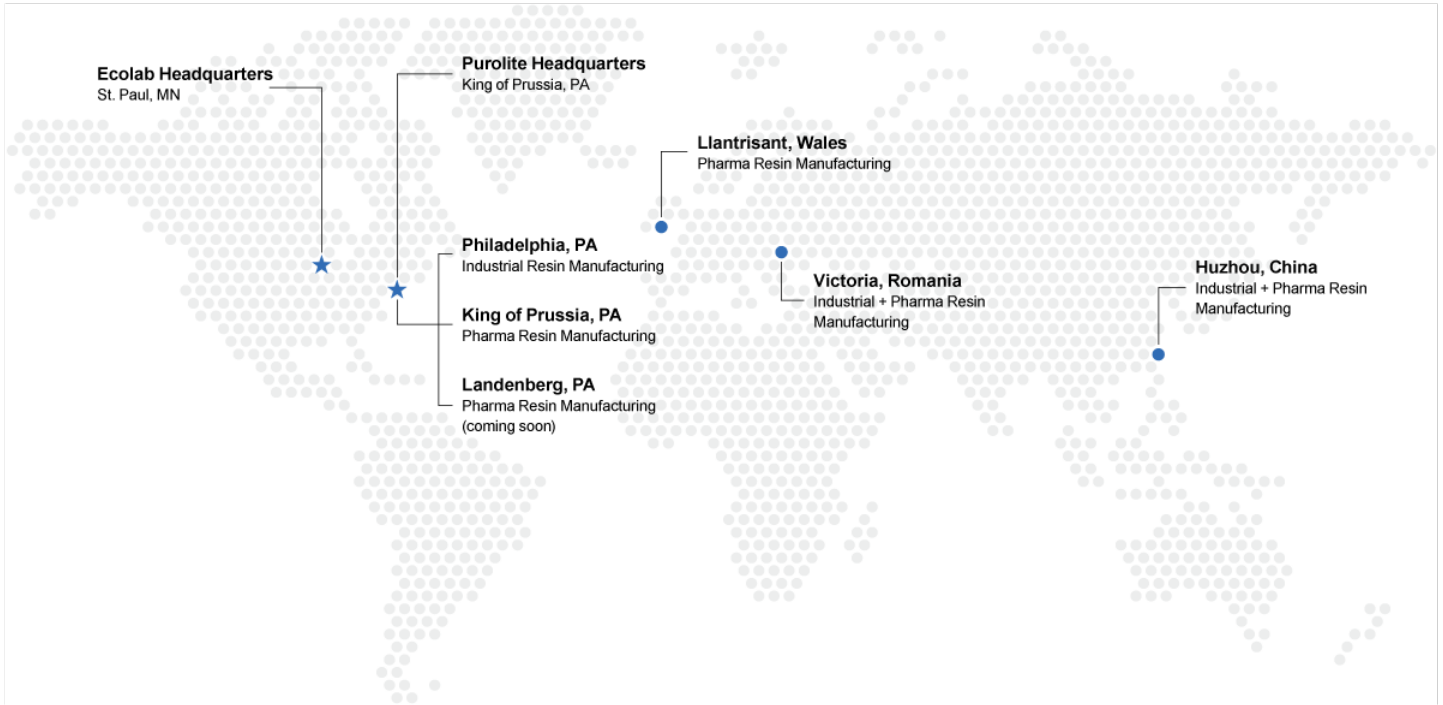 Ecolab Headquarters
St. Paul, MN
Purolite Headquarters
King of Prussia, PA
Llantrisant, Wales
Pharma Resin Manufacturing
Philadelphia, PA
Industrial Resin Manufacturing
King of Prussia, PA
Pharma Resin Manufacturing
Landenberg, PA
Pharma Resin Manufacturing
(coming soon)
Victoria, Romania
Industrial + Pharma Resin
Manufacturing
Huzhou, China
Industrial + Pharma Resin
Manufacturing